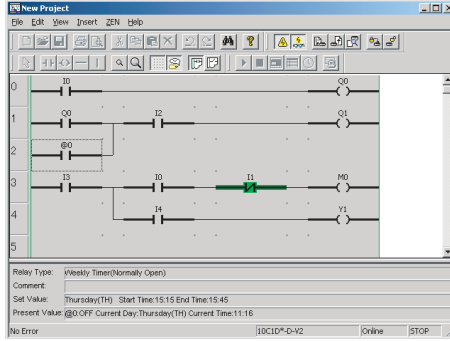 New Project
File Edit View Insert ZEN Help
0 I0 Q0
1 Q0 I2 Q1
2 @0
3 I3 I0 I1 M0
4 I4 Y1
5
Relay Type: Weekly Timer(Normally Open)
Comment:
Set Value: Thursday(TH) Start Time:15:15 End Time:15:45
Present Value: @0:OFF Current Day:Thursday(TH) Current Time:11:16
No Error 10C1D*-D-V2 Online STOP